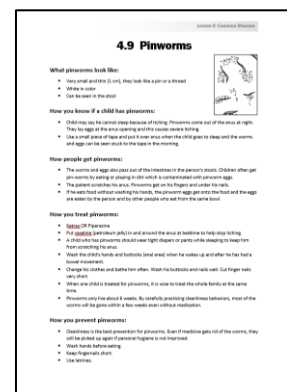 Lesson 4: Common Illnesses
4.9 Pinworms
What pinworms look like:
• Very small and thin (1 cm), they look like a pin or a thread
• White in color
• Can be seen in the stool
How you know if a child has pinworms:
• Child may say he cannot sleep because of itching. Pinworms come out of the anus at night.
They lay eggs at the anus opening and this causes severe itching.
• Use a small piece of tape and put it over the anus when the child goes to sleep and the worms
and eggs can be seen stuck to the tape in the morning.
How people get pinworms:
• The worms and eggs also pass out of the intestines in the person's stools. Children often get
pin worms by eating or playing in dirt which is contaminated with pinworm eggs.
• The patient scratches his anus. Pinworms get on his fingers and under his nails.
• If he eats food without washing his hands, the pinworm eggs get onto the food and the eggs
are eaten by the person and by other people who eat from the same bowl.
How you treat pinworms:
• Ketrax OR Piperazine
• Put vaseline (petroleum jelly) in and around the anus at bedtime to help stop itching.
• A child who has pinworms should wear tight diapers or pants while sleeping to keep him
from scratching his anus.
• Wash the child's hands and buttocks (anal area) when he wakes up and after he has had a
bowel movement.
• Change his clothes and bathe him often. Wash his buttocks and nails well. Cut finger nails
very short.
• When one child is treated for pinworms, it is wise to treat the whole family at the same
time.
• Pinworms only live about 6 weeks. By carefully practicing cleanliness behaviors, most of the
worms will be gone within a few weeks even without medication.
How you prevent pinworms:
• Cleanliness is the best prevention for pinworms. Even if medicine gets rid of the worms, they
will be picked up again if personal hygiene is not improved.
• Wash hands before eating.
• Keep fingernails short.
• Use latrines.